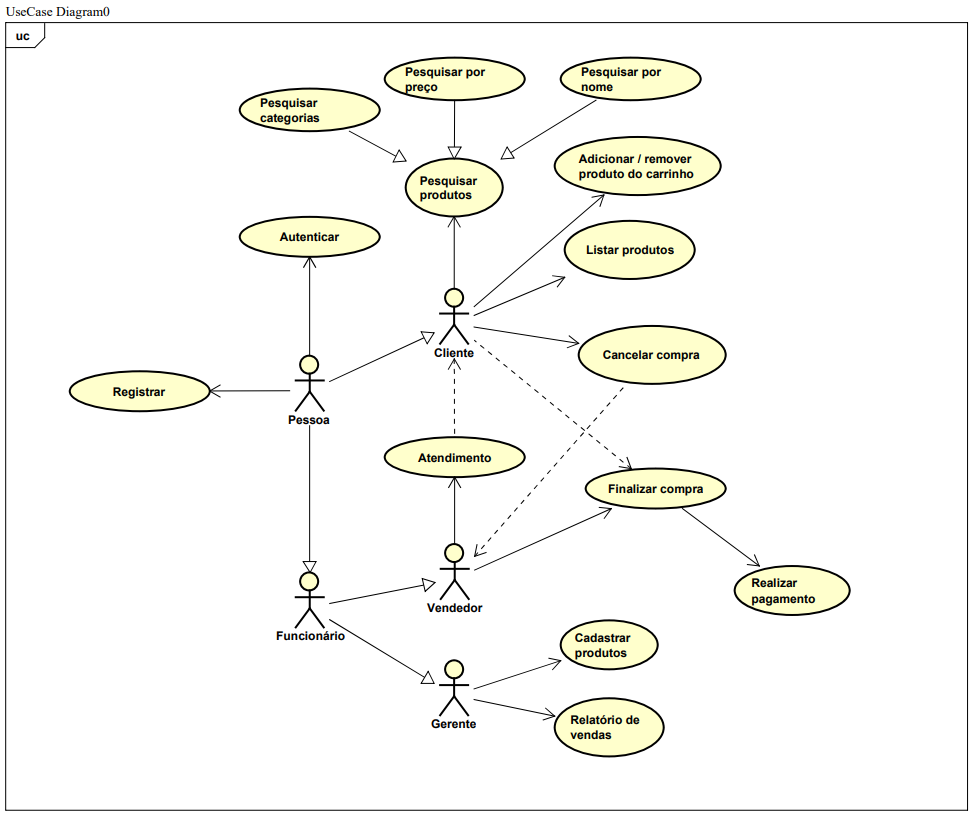 UseCase Diagram0
uc
Pesquisar por
preço
Pesquisar por
nome
Pesquisar
categorias
Adicionar / remover
produto do carrinho
Pesquisar
produtos
Autenticar
Listar produtos
Cliente
Cancelar compra
Registrar
Pessoa
Atendimento
Finalizar compra
Realizar
pagamento
Vendedor
Funcionário
Cadastrar
produtos
Gerente
Relatório de
vendas